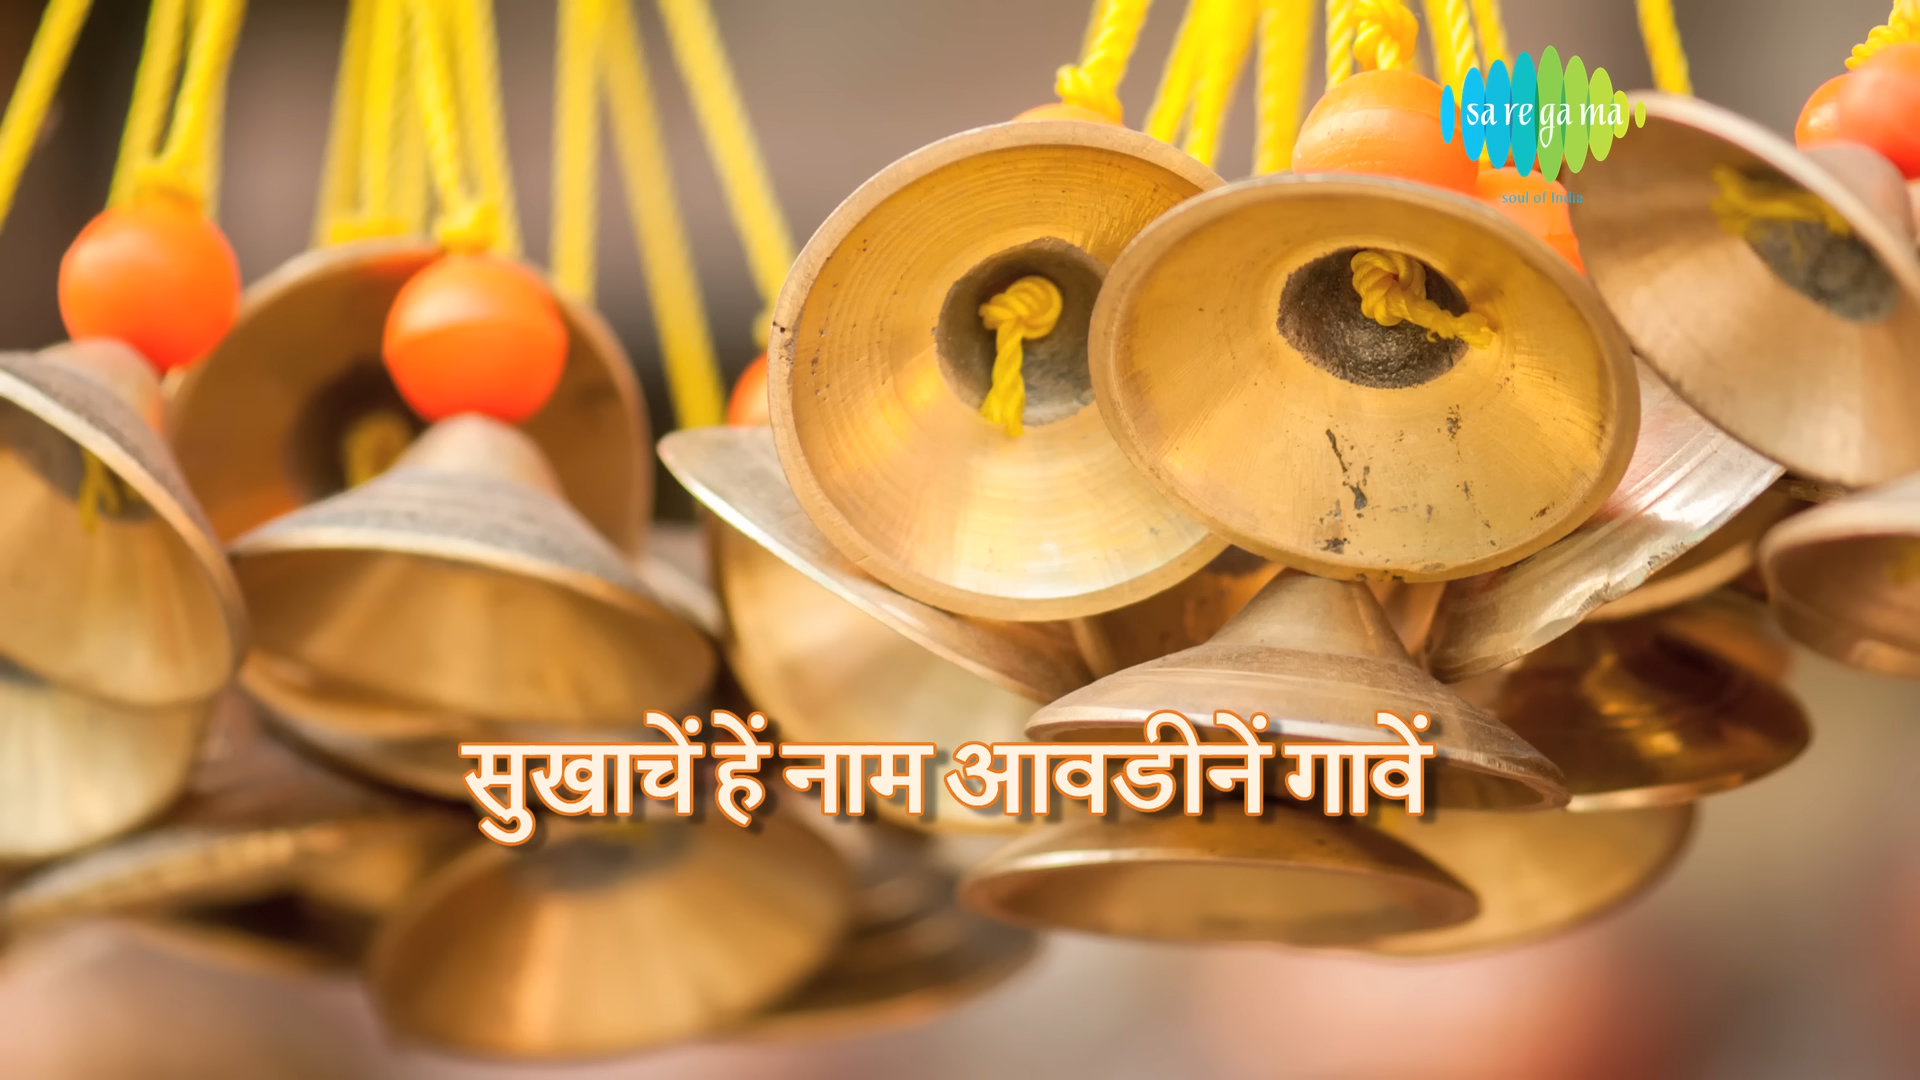 sa re ga ma
soul of India
सुखाचें हें नाम आवडीनें गावें